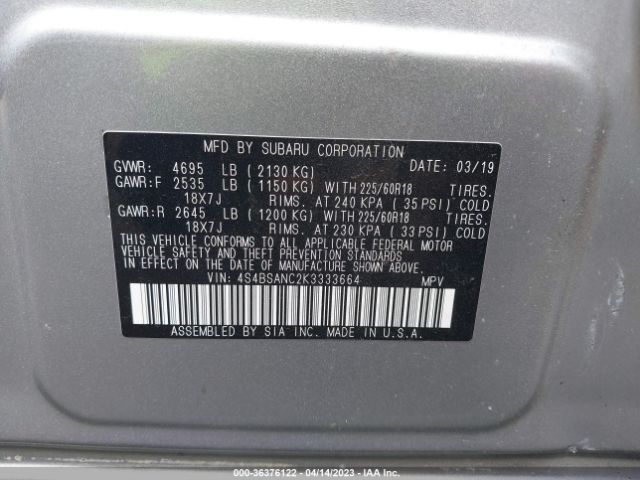 MFD BY SUBARU CORPORATION
GVWR: 4695 LB ( 2130 KG) DATE: 03/19
GAWR:F 2535 LB ( 1150 KG) WITH 225/60R18 TIRES.
18X7J RIMS. AT 240 KPA ( 35 PSI) COLD
GAWR:R 2645 LB ( 1200 KG) WITH 225/60R18 TIRES.
18X7J RIMS. AT 230 KPA ( 33 PSI) COLD
THIS VEHICLE CONFORMS TO ALL APPLICABLE FEDERAL MOTOR
VEHICLE SAFETY AND THEFT PREVENTION STANDARDS
IN EFFECT ON THE DATE OF MANUFACTURE SHOWN ABOVE.
VIN: 4S4BSANC2K3333664 MPV
ASSEMBLED BY SIA INC. MADE IN U.S.A.
000-36376122 - 04/14/2023 - IAA Inc.